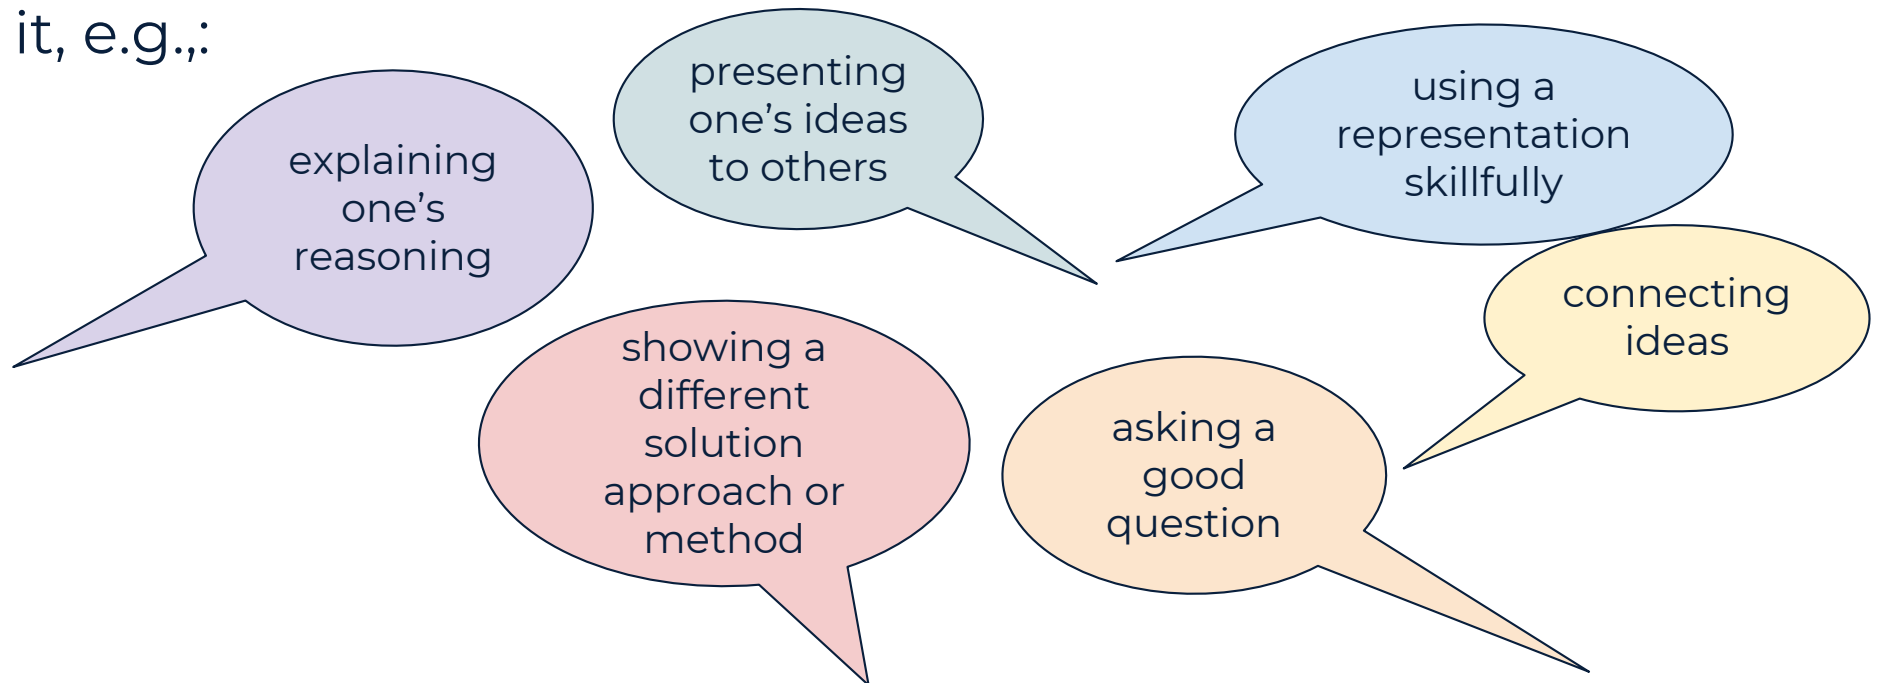 it, e.g.,:
explaining
one’s
reasoning
presenting
one’s ideas
to others
using a
representation
skillfully
connecting
ideas
showing a
different
solution
approach or
method
asking a
good
question